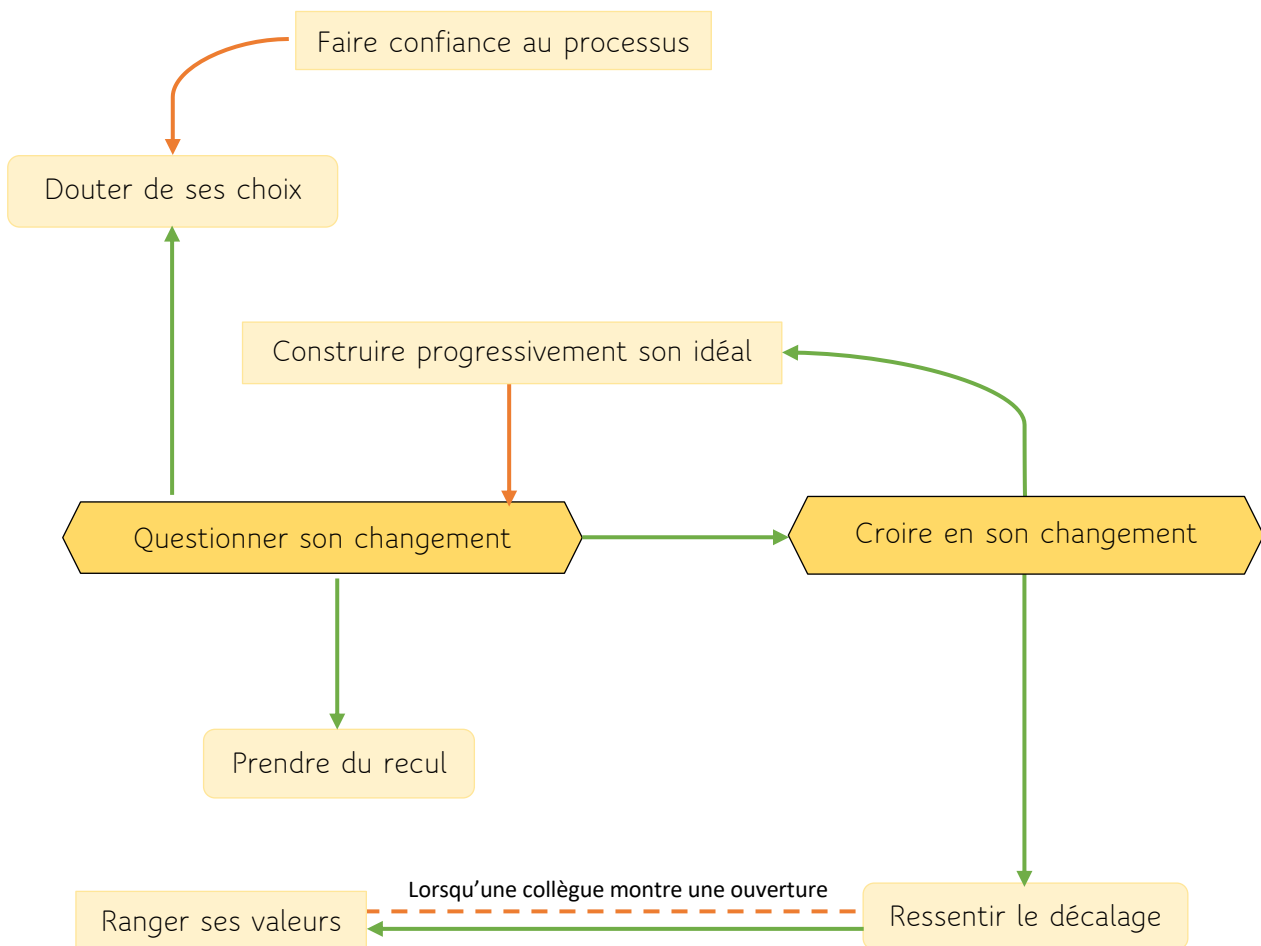 Faire confiance au processus
Douter de ses choix
Construire progressivement son idéal
Questionner son changement
Croire en son changement
Prendre du recul
Lorsqu'une collègue montre une ouverture
Ranger ses valeurs
Ressentir le décalage